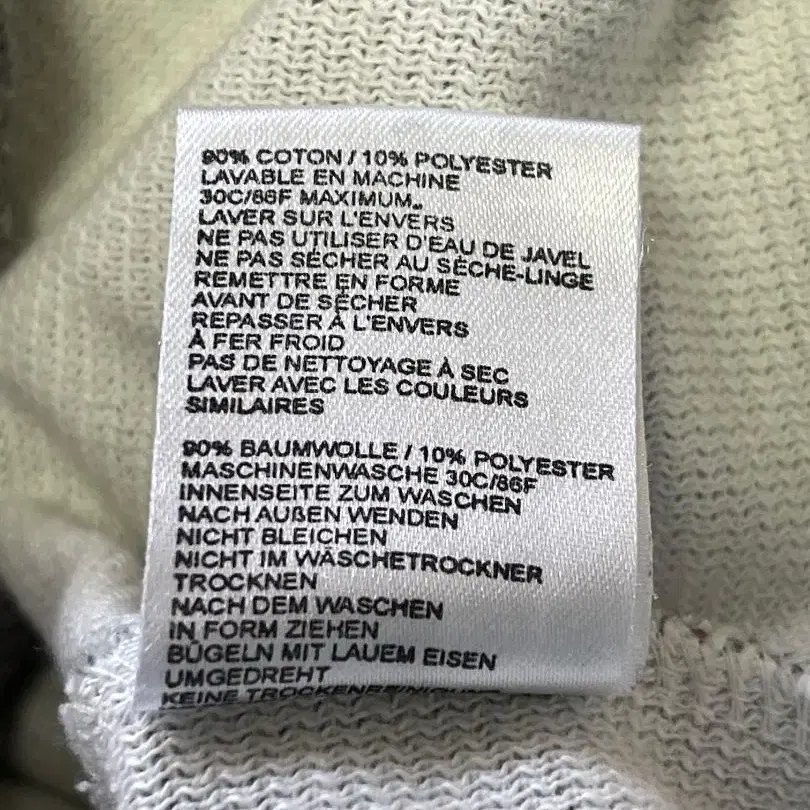 90% COTON / 10% POLYESTER
LAVABLE EN MACHINE
30C/86F MAXIMUM..
LAVER SUR L'ENVERS
NE PAS UTILISER D'EAU DE JAVEL
NE PAS SÉCHER AU SÈCHE-LINGE
REMETTRE EN FORME
AVANT DE SÉCHER
REPASSER À L'ENVERS
À FER FROID
PAS DE NETTOYAGE À SEC
LAVER AVEC LES COULEURS
SIMILAIRES
90% BAUMWOLLE / 10% POLYESTER
MASCHINENWASCHE 30C/86F
INNENSEITE ZUM WASCHEN
NACH AUßEN WENDEN
NICHT BLEICHEN
NICHT IM WÄSCHETROCKNER
TROCKNEN
NACH DEM WASCHEN
IN FORM ZIEHEN
BÜGELN MIT LAUEM EISEN
UMGEDREHT
KEINE TROCKENREINIGUNG